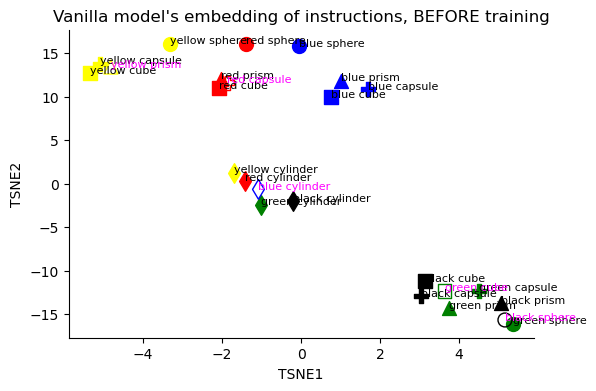 Vanilla model's embedding of instructions, BEFORE training
yellow sphere
red sphere
blue sphere
yellow capsule
yellow prism
yellow cube
red prism
red capsule
red cube
blue prism
blue capsule
blue cube
yellow cylinder
red cylinder
blue cylinder
green cylinder
black cylinder
black cube
green cube
green capsule
black capsule
black prism
green prism
black sphere
green sphere
15
10
5
0
−5
−10
−15
−4
−2
0
2
4
TSNE2
TSNE1